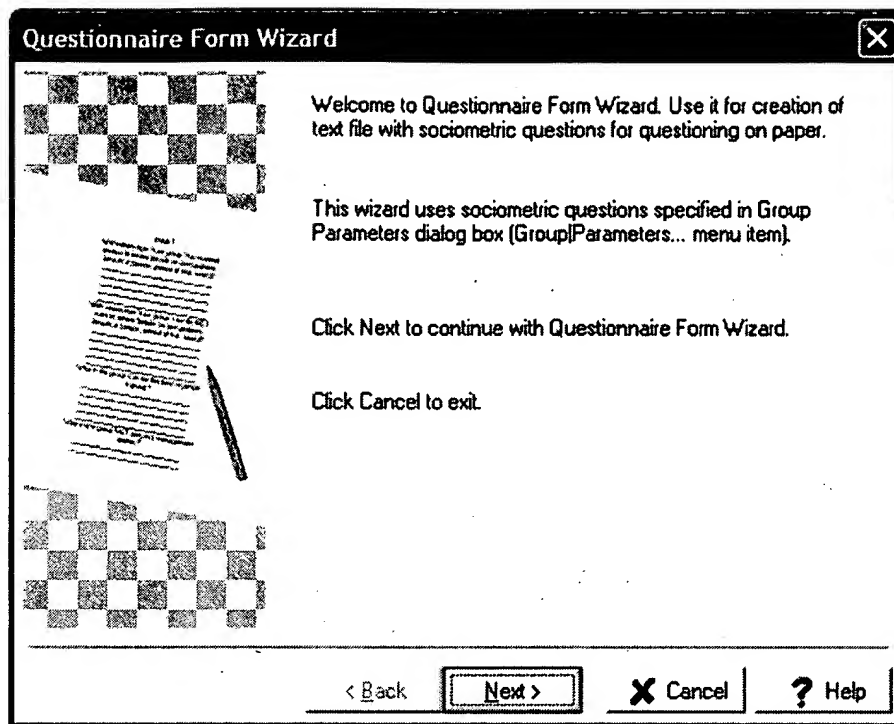 Questionnaire Form Wizard
Welcome to Questionnaire Form Wizard. Use it for creation of
text file with sociometric questions for questioning on paper.
This wizard uses sociometric questions specified in Group
Parameters dialog box (Group|Parameters... menu item).
Click Next to continue with Questionnaire Form Wizard.
Click Cancel to exit.
< Back
Next >
Cancel
? Help